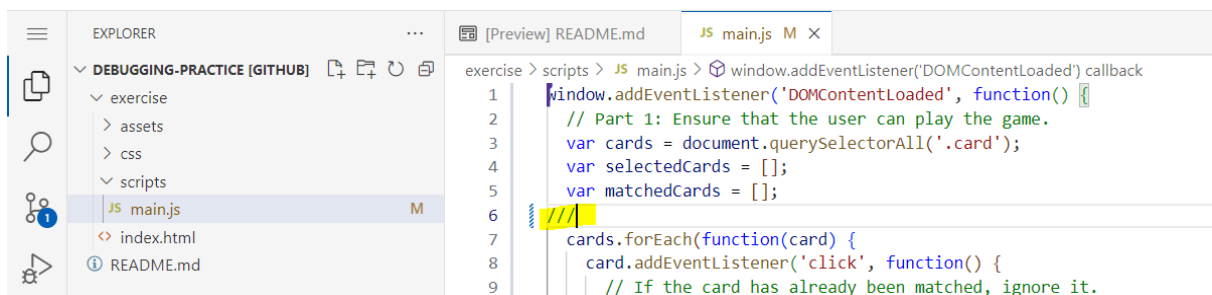 EXPLORER
...
DEBUGGING-PRACTICE [GITHUB]
exercise
assets
css
scripts
JS main.js M
index.html
README.md
1
[Preview] README.md
JS main.js M
exercise > scripts > JS main.js > window.addEventListener('DOMContentLoaded') callback
1 window.addEventListener('DOMContentLoaded', function() {
2 // Part 1: Ensure that the user can play the game.
3 var cards = document.querySelectorAll('.card');
4 var selectedCards = [];
5 var matchedCards = [];
6 ///
7 cards.forEach(function(card) {
8 card.addEventListener('click', function() {
9 // If the card has already been matched, ignore it.